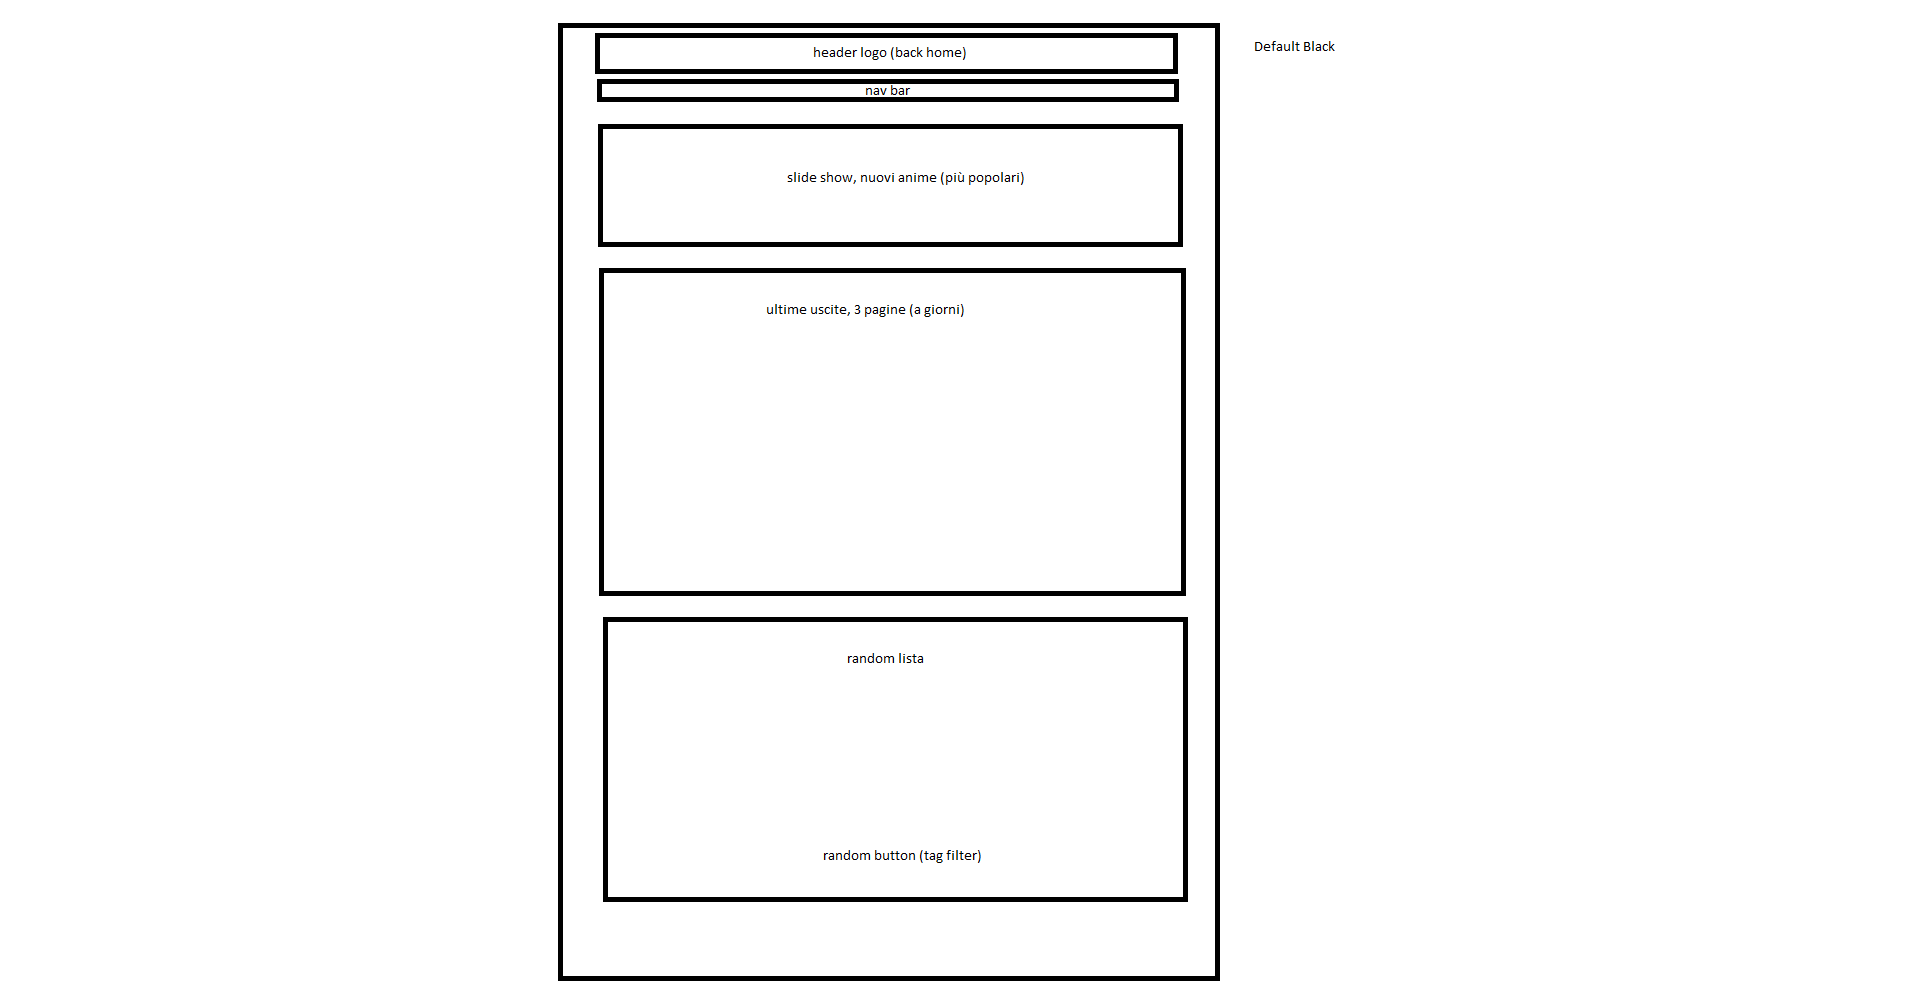 header logo (back home)
Default Black
nav bar
slide show, nuovi anime (più popolari)
ultime uscite, 3 pagine (a giorni)
random lista
random button (tag filter)